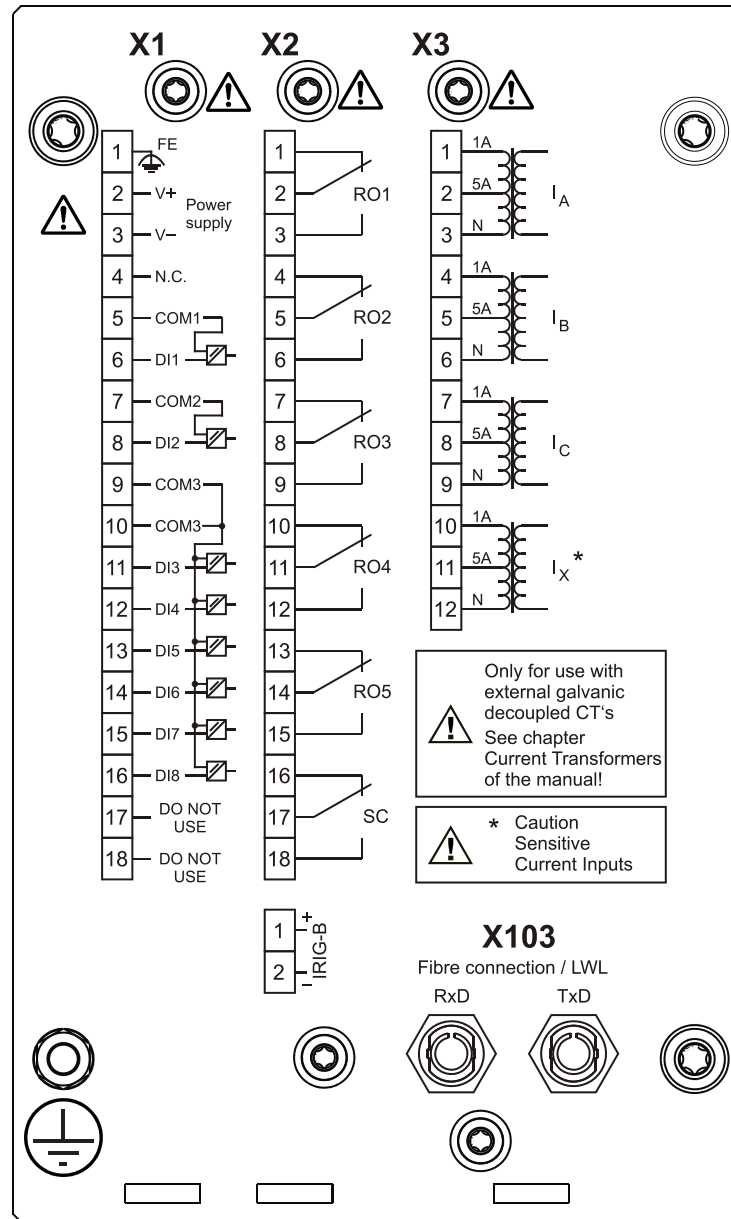 X1
X2
X3
1 FE
2 V+
Power
supply
3 V–
4 N.C.
5 COM1
6 DI1
7 COM2
8 DI2
9 COM3
10 COM3
11 DI3
12 DI4
13 DI5
14 DI6
15 DI7
16 DI8
17 DO NOT
USE
18 DO NOT
USE
1
2 RO1
3
4
5 RO2
6
7
8 RO3
9
10
11 RO4
12
13
14 RO5
15
16
17 SC
18
1 +
2 –
IRIG-B
1 1A
2 5A IA
3 N
4 1A
5 5A IB
6 N
7 1A
8 5A IC
9 N
10 1A
11 5A IX *
12 N
Only for use with
external galvanic
decoupled CT‘s
See chapter
Current Transformers
of the manual!
* Caution
Sensitive
Current Inputs
X103
Fibre connection / LWL
RxD TxD